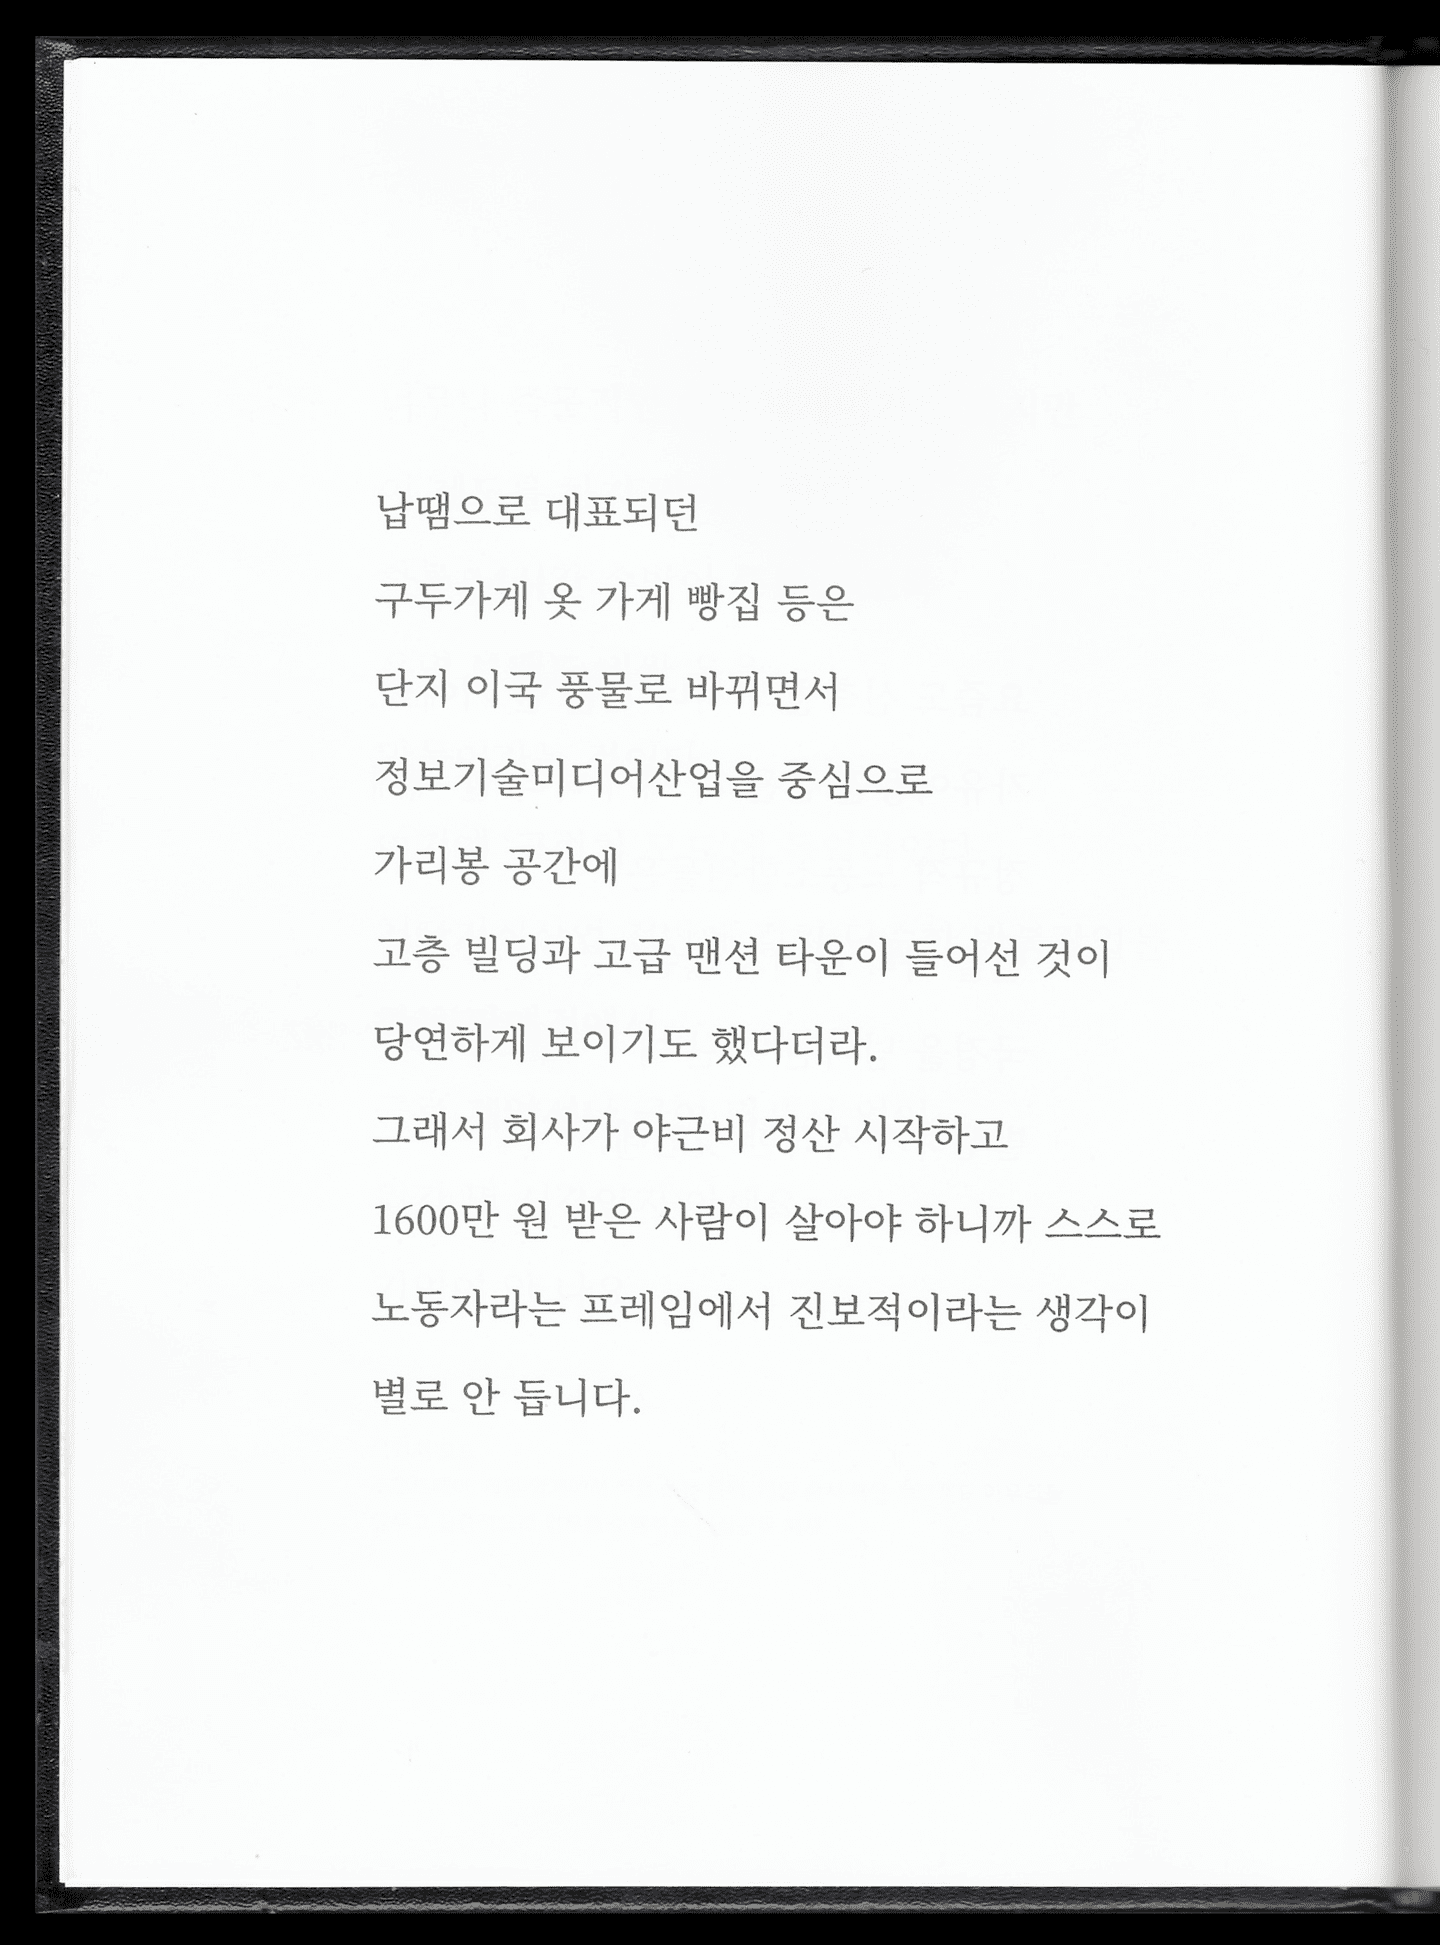 납땜으로 대표되던
구두가게 옷 가게 빵집 등은
단지 이국 풍물로 바뀌면서
정보기술미디어산업을 중심으로
가리봉 공간에
고층 빌딩과 고급 맨션 타운이 들어선 것이
당연하게 보이기도 했다더라.
그래서 회사가 야근비 정산 시작하고
1600만 원 받은 사람이 살아야 하니까 스스로
노동자라는 프레임에서 진보적이라는 생각이
별로 안 듭니다.